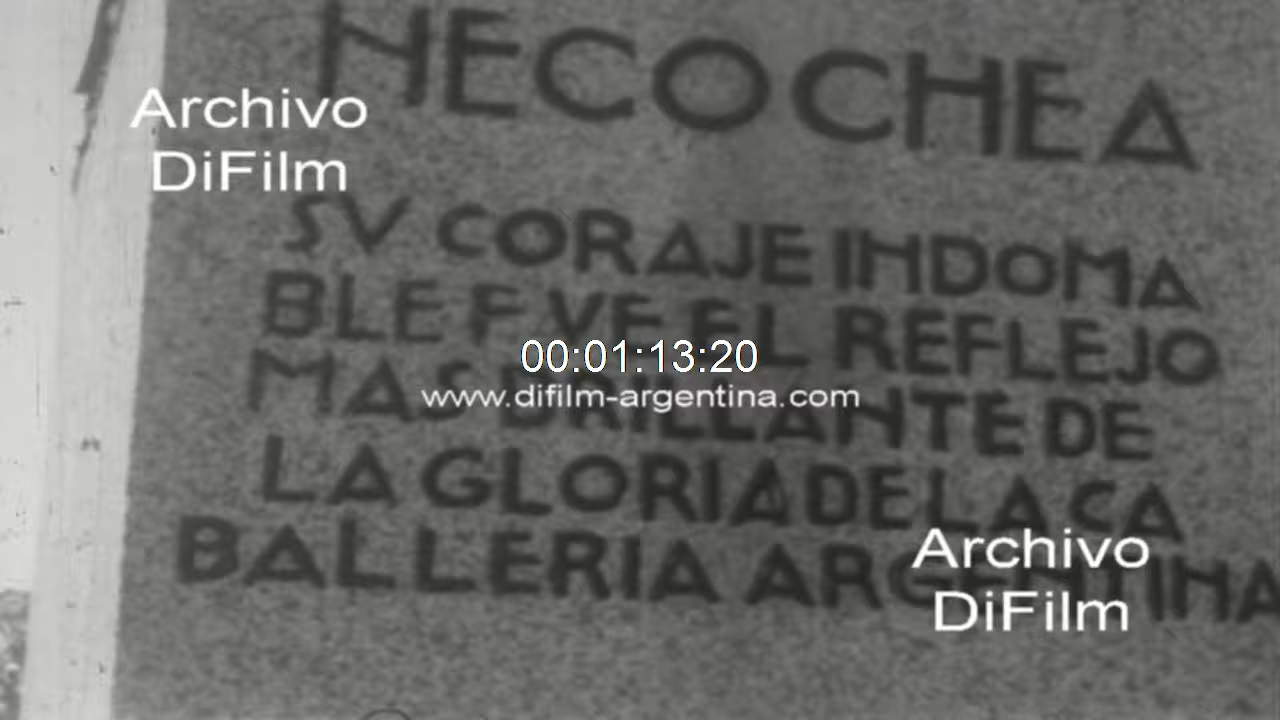 NECOCHEA
Archivo
DiFilm
SV CORAJE INDOMA
BLE FVE EL REFLEJO
00:01:13:20
www.difilm-argentina.com
MAS BRILLANTE DE
LA GLORIA DE LA CA
BALLERIA ARGENTINA
Archivo
DiFilm